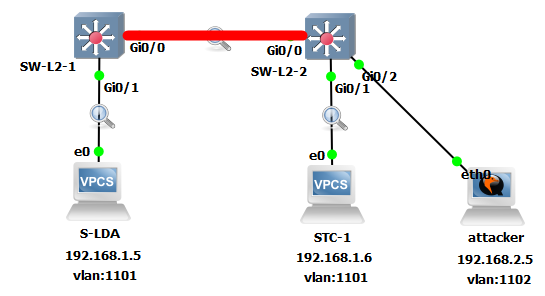 Gi0/0
Gi0/0
SW-L2-1
SW-L2-2
Gi0/2
Gi0/1
Gi0/1
e0
e0
eth0
VPCS
VPCS
S-LDA
STC-1
attacker
192.168.1.5
192.168.1.6
192.168.2.5
vlan:1101
vlan:1101
vlan:1102